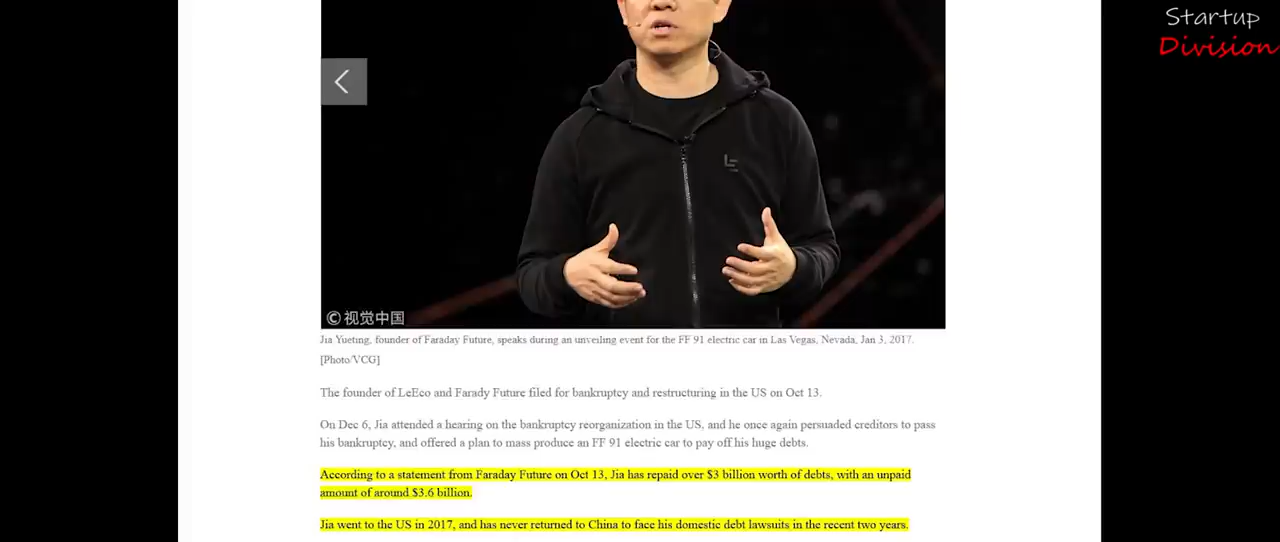 Startup
Division
LE
© 视觉中国
Jia Yueting, founder of Faraday Future, speaks during an unveiling event for the FF 91 electric car in Las Vegas, Nevada, Jan 3, 2017.
[Photo/VCG]
The founder of LeEco and Farady Future filed for bankruptcy and restructuring in the US on Oct 13.
On Dec 6, Jia attended a hearing on the bankruptcy reorganization in the US, and he once again persuaded creditors to pass
his bankruptcy, and offered a plan to mass produce an FF 91 electric car to pay off his huge debts.
According to a statement from Faraday Future on Oct 13, Jia has repaid over $3 billion worth of debts, with an unpaid
amount of around $3.6 billion.
Jia went to the US in 2017, and has never returned to China to face his domestic debt lawsuits in the recent two years.